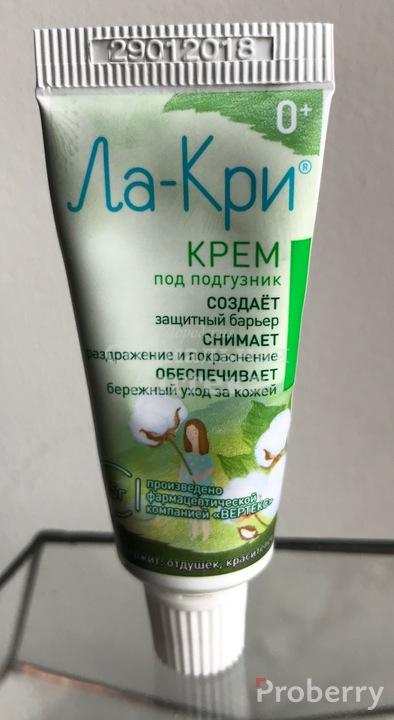 29012018
0+
Ла-Кри®
КРЕМ
под подгузник
СОЗДАЁТ
защитный барьер
СНИМАЕТ
раздражение и покраснение
ОБЕСПЕЧИВАЕТ
бережный уход за кожей
произведено
фармацевтической
компанией «ВЕРТЕКС»
отдушек,
Proberry